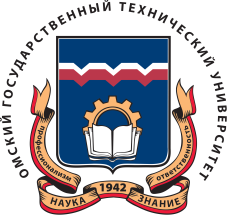 ОМСКИЙ ГОСУДАРСТВЕННЫЙ ТЕХНИЧЕСКИЙ УНИВЕРСИТЕТ
профессионализм
ответственность
НАУКА
1942
ЗНАНИЕ